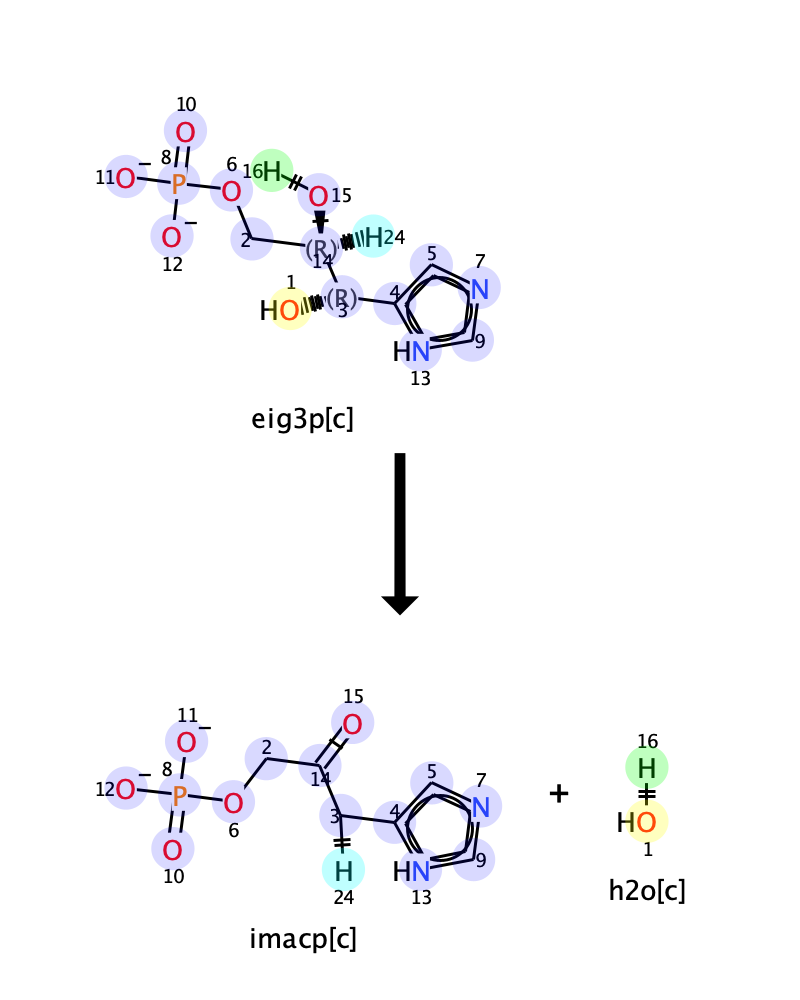 10
8 6 16 H
11 O − P O O 15
O − 2 (R) H 24
12 14 5 7
1 (R) 4 N
HO 3
HN 9
13
eig3p[c]
15
11 O
O − 2
8 14 5 7
12 O − P O 3 4 N
6
O H HN 9
10 24 13
imacp[c]
+
16
H
HO
1
h2o[c]